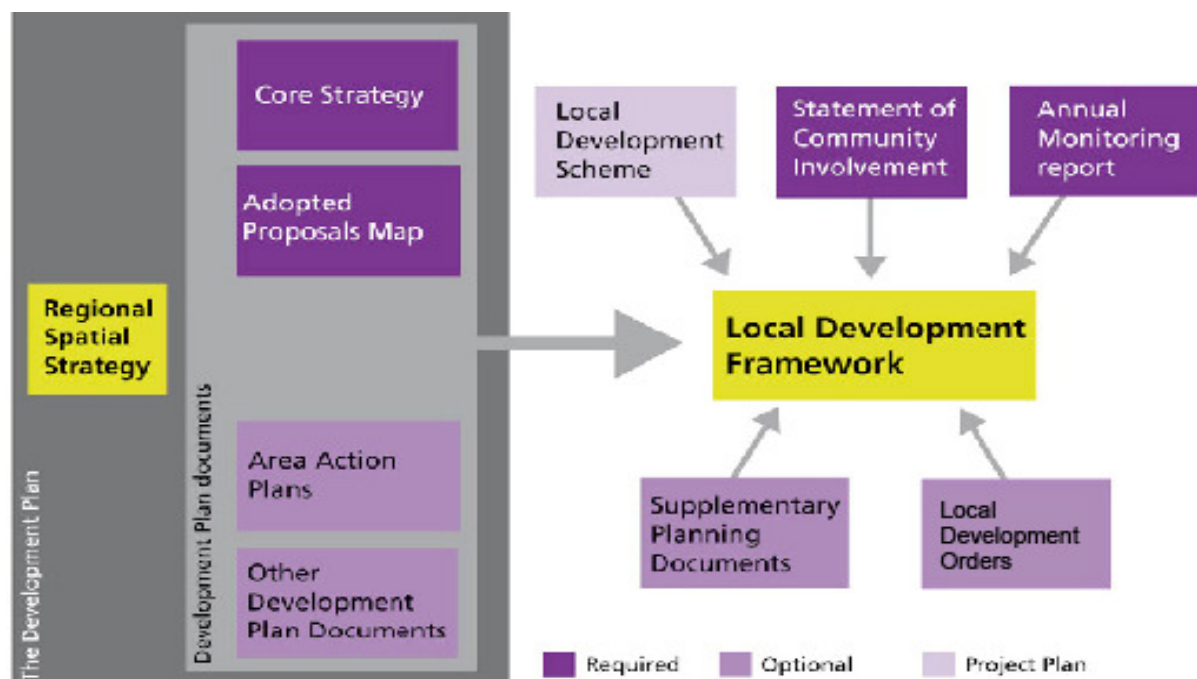 The Development Plan
Regional
Spatial
Strategy
Development Plan documents
Core Strategy
Adopted
Proposals Map
Area Action
Plans
Other
Development
Plan Documents
Local
Development
Scheme
Statement of
Community
Involvement
Annual
Monitoring
report
Local Development
Framework
Supplementary
Planning
Documents
Local
Development
Orders
Required
Optional
Project Plan